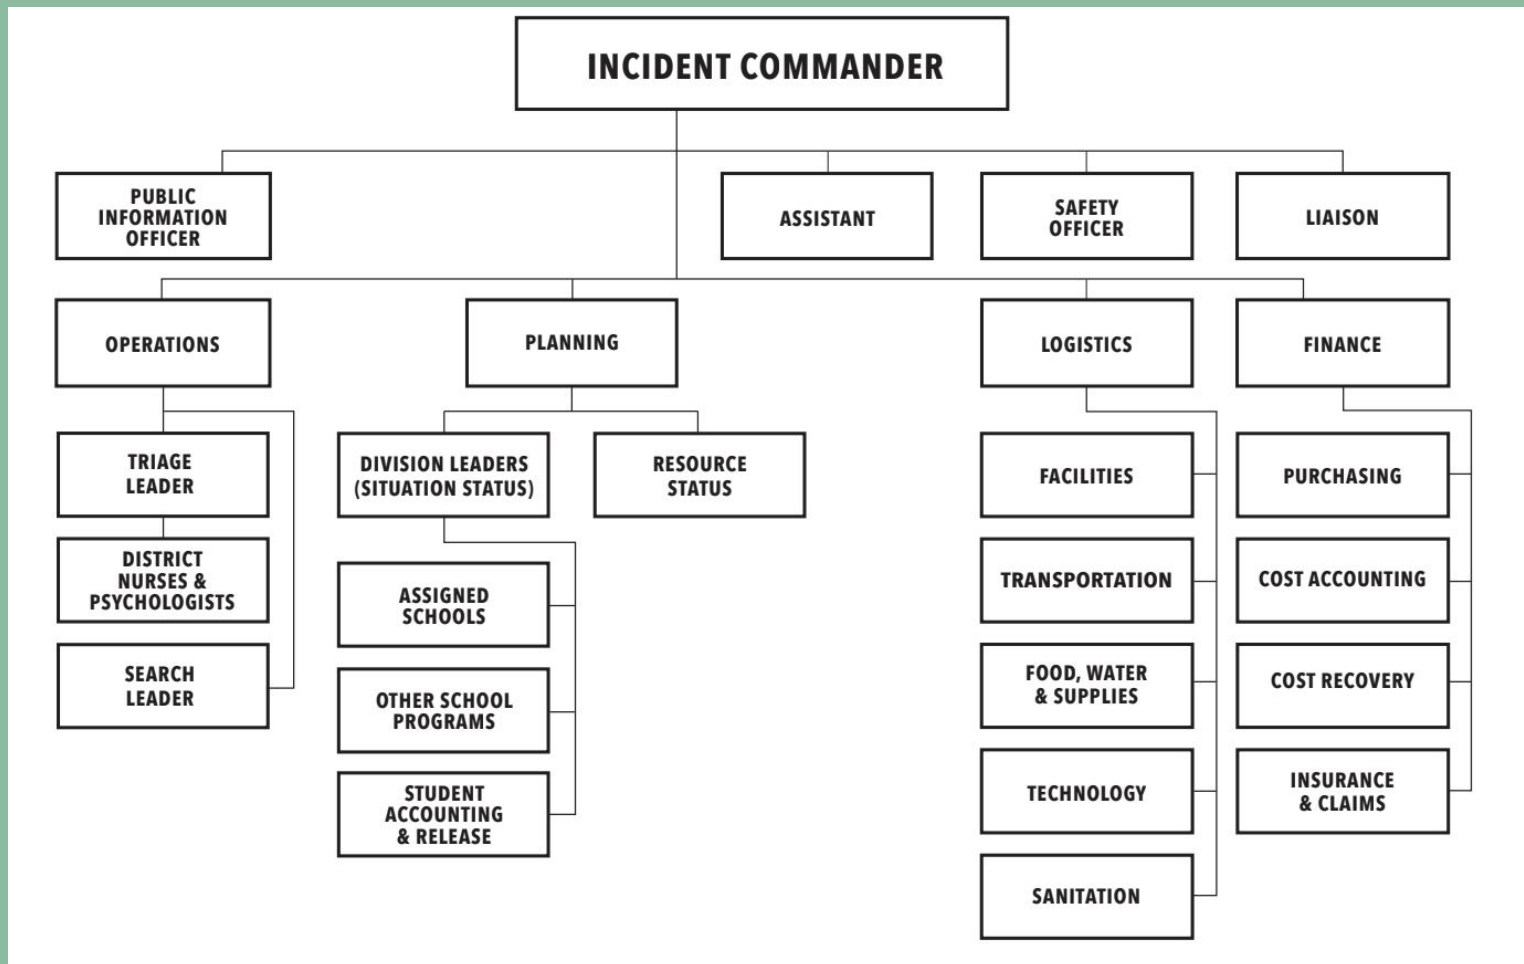 INCIDENT COMMANDER
PUBLIC
INFORMATION
OFFICER
ASSISTANT
SAFETY
OFFICER
LIAISON
OPERATIONS
PLANNING
LOGISTICS
FINANCE
TRIAGE
LEADER
DISTRICT
NURSES &
PSYCHOLOGISTS
SEARCH
LEADER
DIVISION LEADERS
(SITUATION STATUS)
RESOURCE
STATUS
ASSIGNED
SCHOOLS
OTHER SCHOOL
PROGRAMS
STUDENT
ACCOUNTING
& RELEASE
FACILITIES
TRANSPORTATION
FOOD, WATER
& SUPPLIES
TECHNOLOGY
SANITATION
PURCHASING
COST ACCOUNTING
COST RECOVERY
INSURANCE
& CLAIMS